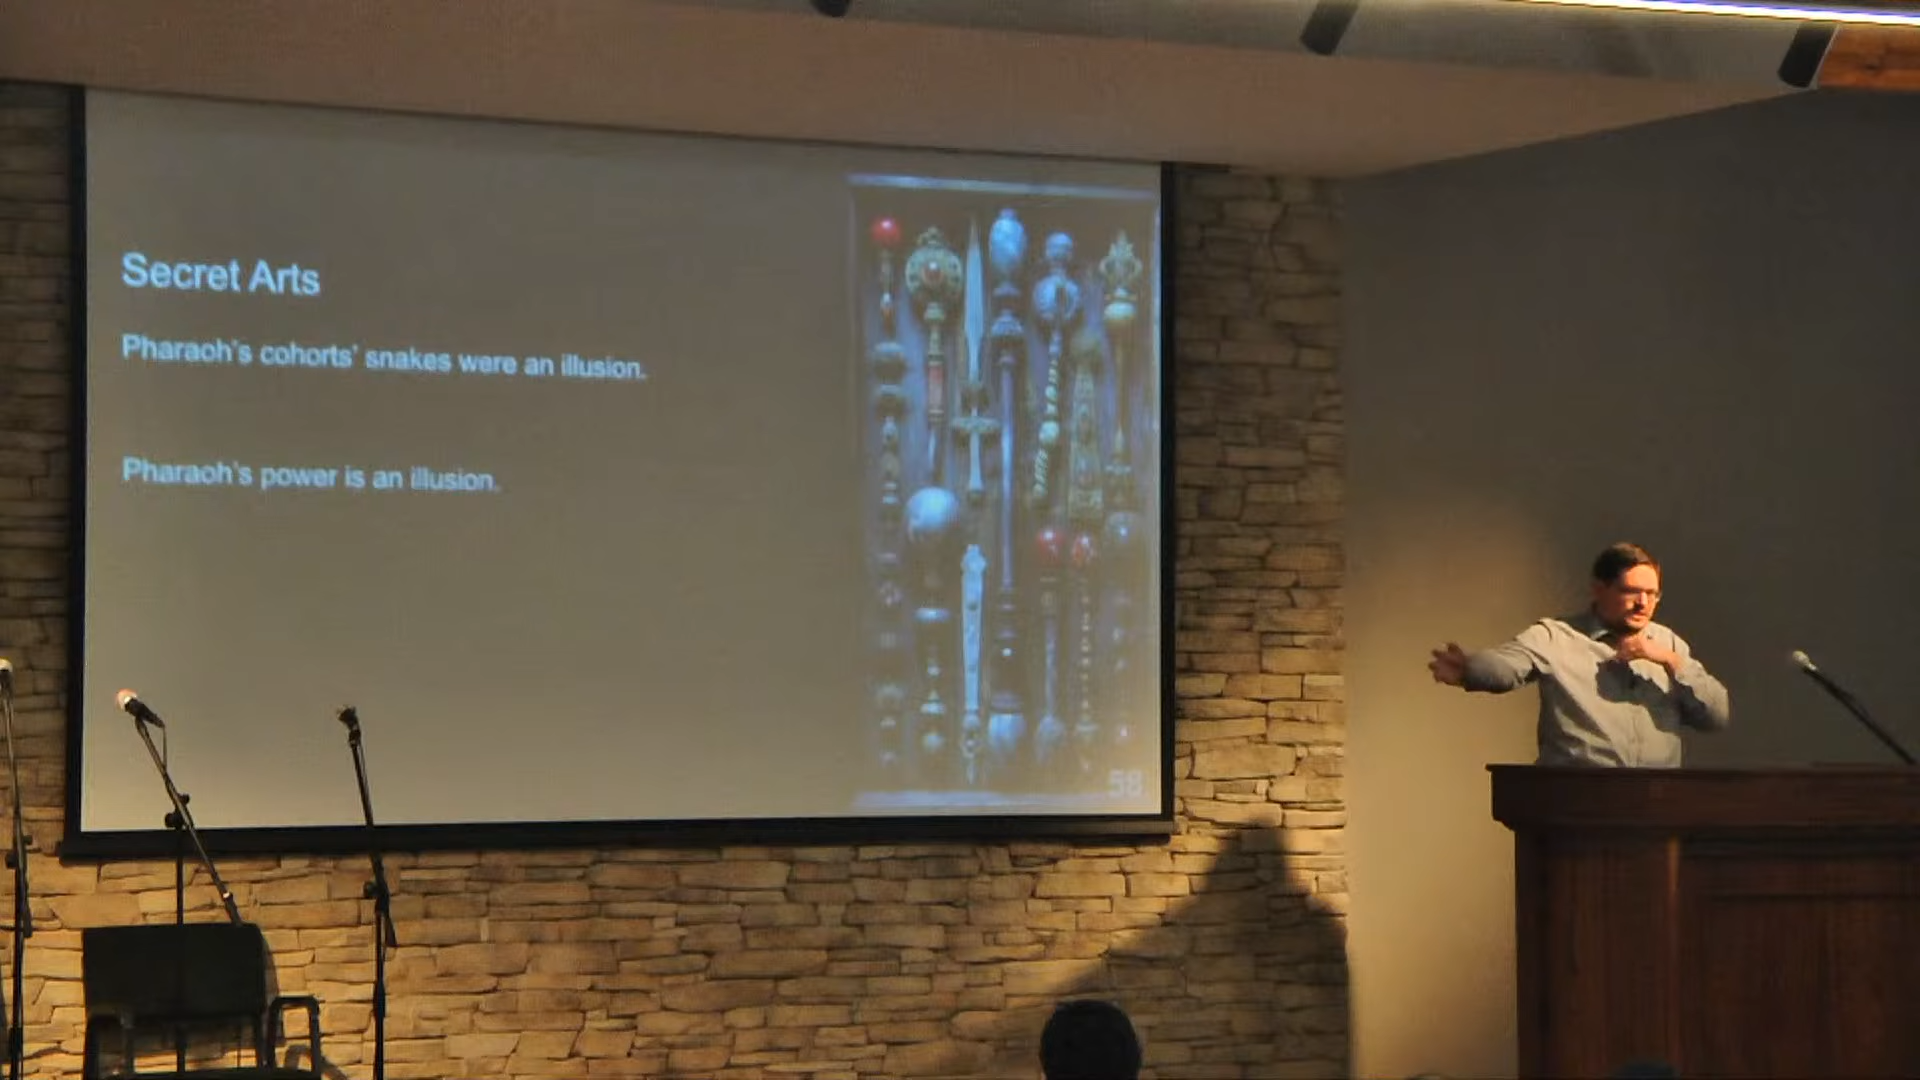 Secret Arts
Pharaoh's cohorts' snakes were an illusion.
Pharaoh's power is an illusion.
58